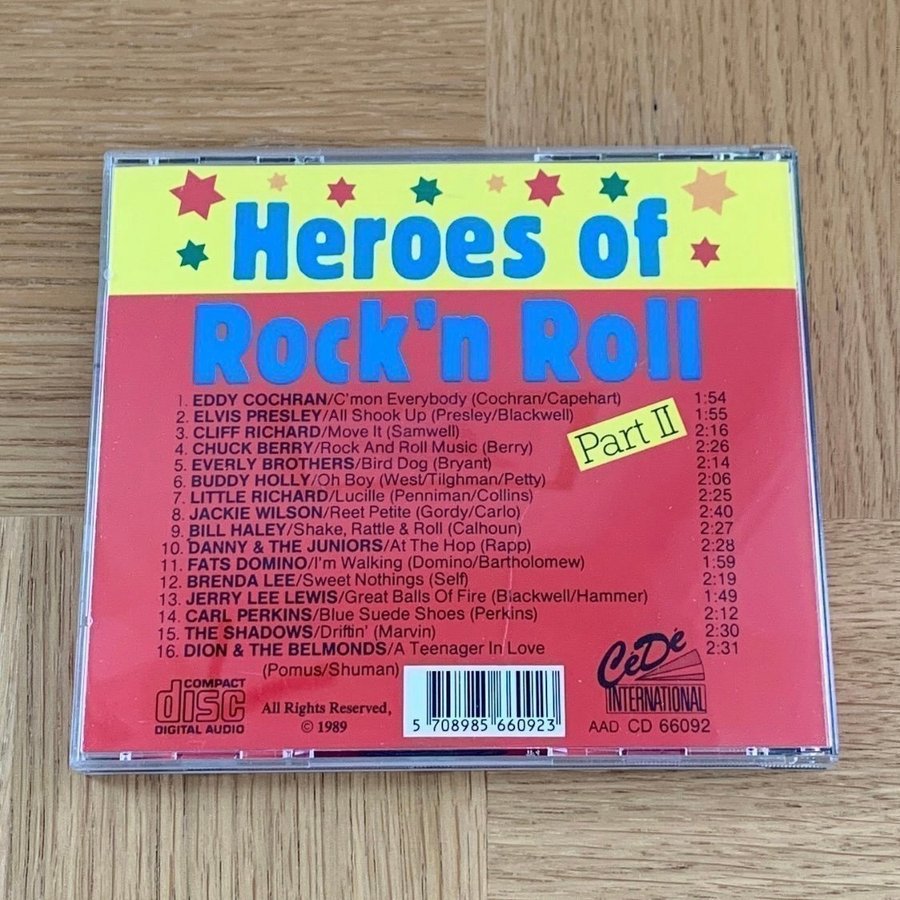 Heroes of
Rock'n Roll
Part II
1. EDDY COCHRAN/C'mon Everybody (Cochran/Capehart) 1:54
2. ELVIS PRESLEY/All Shook Up (Presley/Blackwell) 1:55
3. CLIFF RICHARD/Move It (Samwell) 2:16
4. CHUCK BERRY/Rock And Roll Music (Berry) 2:26
5. EVERLY BROTHERS/Bird Dog (Bryant) 2:14
6. BUDDY HOLLY/Oh Boy (West/Tilghman/Petty) 2:06
7. LITTLE RICHARD/Lucille (Penniman/Collins) 2:25
8. JACKIE WILSON/Reet Petite (Gordy/Carlo) 2:40
9. BILL HALEY/Shake, Rattle & Roll (Calhoun) 2:27
10. DANNY & THE JUNIORS/At The Hop (Rapp) 2:28
11. FATS DOMINO/I'm Walking (Domino/Bartholomew) 1:59
12. BRENDA LEE/Sweet Nothings (Self) 2:19
13. JERRY LEE LEWIS/Great Balls Of Fire (Blackwell/Hammer) 1:49
14. CARL PERKINS/Blue Suede Shoes (Perkins) 2:12
15. THE SHADOWS/Driftin' (Marvin) 2:30
16. DION & THE BELMONDS/A Teenager In Love 2:31
(Pomus/Shuman)
COMPACT
disc
DIGITAL AUDIO
All Rights Reserved,
© 1989
5 708985 660923
CéDé
INTERNATIONAL
AAD CD 66092